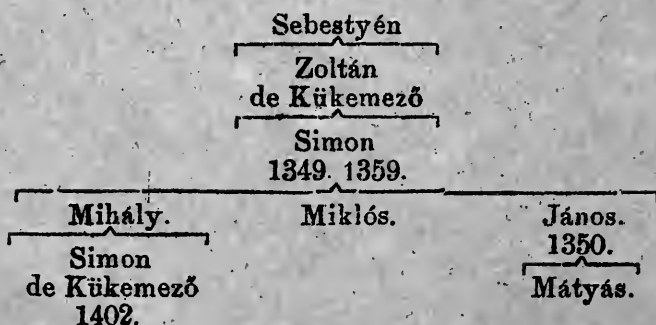 Sebestyén
Zoltán
de Kükemező
Simon
1349. 1359.
Mihály. Miklós. János.
1350.
Simon Mátyás.
de Kükemező
1402.